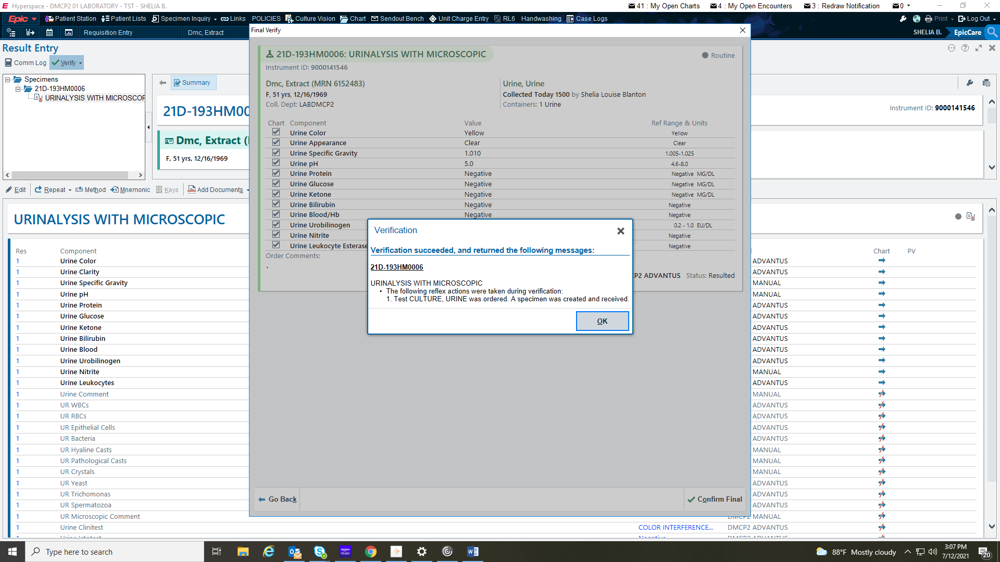 Hyperspace - DMCP2 01 LABORATORY - TST - SHELIA B.
41 : My Open Charts 4 : My Open Encounters 3 : Redraw Notification 0
Epic Patient Station Patient Lists Specimen Inquiry Links POLICIES Culture Vision Chart Sendout Bench Unit Charge Entry RL6 Handwashing Case Logs Print Log Out
Requisition Entry Dmc, Extract SHELIA B. EpicCare
Result Entry
Comm Log Verify
Specimens
21D-193HM0006
URINALYSIS WITH MICROSCOP
Summary
21D-193HM00
Dmc, Extract (
F, 51 yrs, 12/16/1969
Instrument ID: 9000141546
Edit Repeat Method Mnemonic Keys Add Documents
URINALYSIS WITH MICROSCOPIC
Res Component Chart PV
1 Urine Color ADVANTUS
1 Urine Clarity ADVANTUS
1 Urine Specific Gravity MANUAL
1 Urine pH MANUAL
1 Urine Protein ADVANTUS
1 Urine Glucose ADVANTUS
1 Urine Ketone ADVANTUS
1 Urine Bilirubin ADVANTUS
1 Urine Blood ADVANTUS
1 Urine Urobilinogen ADVANTUS
1 Urine Nitrite MANUAL
1 Urine Leukocytes ADVANTUS
1 Urine Comment MANUAL
1 UR WBCs ADVANTUS
1 UR RBCs ADVANTUS
1 UR Epithelial Cells ADVANTUS
1 UR Bacteria ADVANTUS
1 UR Hyaline Casts MANUAL
1 UR Pathological Casts MANUAL
1 UR Crystals MANUAL
1 UR Yeast ADVANTUS
1 UR Trichomonas ADVANTUS
1 UR Spermatozoa ADVANTUS
1 UR Microscopic Comment DMCP2 MANUAL
1 Urine Clinitest COLOR INTERFERENCE... DMCP2 ADVANTUS
Final Verify
21D-193HM0006: URINALYSIS WITH MICROSCOPIC Routine
Instrument ID: 9000141546
Dmc, Extract (MRN 6152483)
F, 51 yrs, 12/16/1969
Coll. Dept: LABDMCP2
Urine, Urine
Collected Today 1500 by Shelia Louise Blanton
Containers: 1 Urine
Chart Component Value Ref Range & Units
Urine Color Yellow Yellow
Urine Appearance Clear Clear
Urine Specific Gravity 1.010 1.005-1.025
Urine pH 5.0 4.6-8.0
Urine Protein Negative Negative MG/DL
Urine Glucose Negative Negative MG/DL
Urine Ketone Negative Negative MG/DL
Urine Bilirubin Negative Negative
Urine Blood/Hb Negative Negative
Urine Urobilinogen 0.2 - 1.0 EU/DL
Urine Nitrite Negative
Urine Leukocyte Esterase Negative
Order Comments:
.
P2 ADVANTUS Status: Resulted
Verification
Verification succeeded, and returned the following messages:
21D-193HM0006
URINALYSIS WITH MICROSCOPIC
• The following reflex actions were taken during verification:
1. Test CULTURE, URINE was ordered. A specimen was created and received.
OK
Go Back Confirm Final
Type here to search
amazon music
88°F Mostly cloudy
3:07 PM
7/12/2021
20